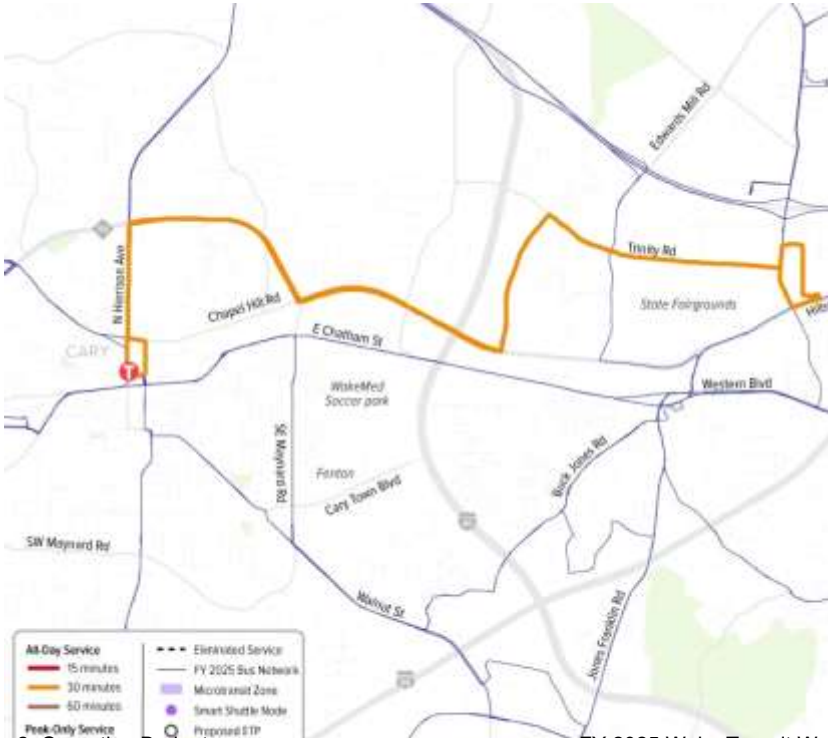 Edwards Mill Rd
N Harrison Ave
Trinity Rd
Chapel Hill Rd
State Fairgrounds
E Chatham St
CARY
T
WakeMed
Soccer park
Western Blvd
SE Maynard Rd
Buck Jones Rd
Fenton
Cary Town Blvd
SW Maynard Rd
Walnut St
Jones Franklin Rd
All-Day Service
15 minutes
30 minutes
60 minutes
Peak-Only Service
Eliminated Service
FY 2025 Bus Network
Microtransit Zone
Smart Shuttle Node
Proposed STP